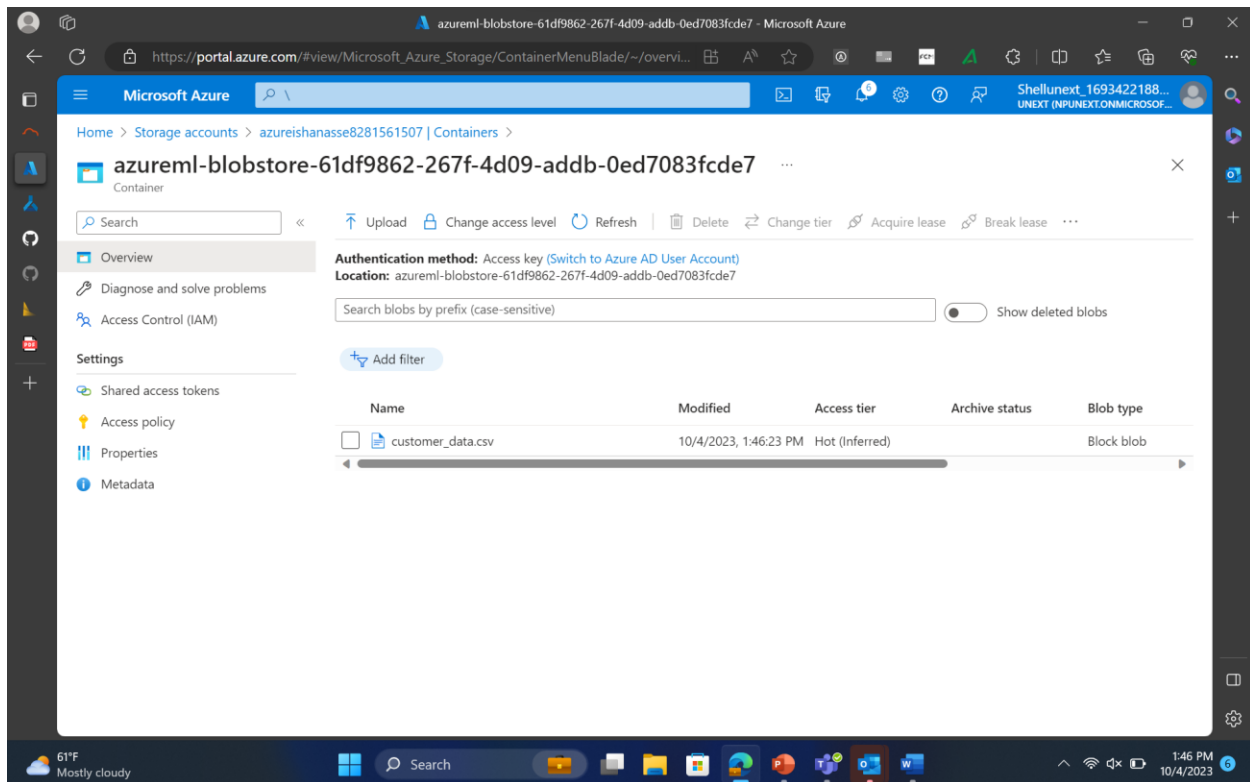 azureml-blobstore-61df9862-267f-4d09-addb-0ed7083fcde7 - Microsoft Azure
https://portal.azure.com/#view/Microsoft_Azure_Storage/ContainerMenuBlade/~/overvi...
Microsoft Azure
\
6
Shellunext_1693422188...
UNEXT (NPUNEXT.ONMICROSOF...
Home > Storage accounts > azureishanasse8281561507 | Containers >
azureml-blobstore-61df9862-267f-4d09-addb-0ed7083fcde7 ...
Container
Search
«
Upload Change access level Refresh Delete Change tier Acquire lease Break lease ...
Overview
Diagnose and solve problems
Access Control (IAM)
Settings
Shared access tokens
Access policy
Properties
Metadata
Authentication method: Access key (Switch to Azure AD User Account)
Location: azureml-blobstore-61df9862-267f-4d09-addb-0ed7083fcde7
Search blobs by prefix (case-sensitive)
Show deleted blobs
Add filter
Name Modified Access tier Archive status Blob type
customer_data.csv 10/4/2023, 1:46:23 PM Hot (Inferred) Block blob
61°F
Mostly cloudy
Search
1:46 PM
10/4/2023
6